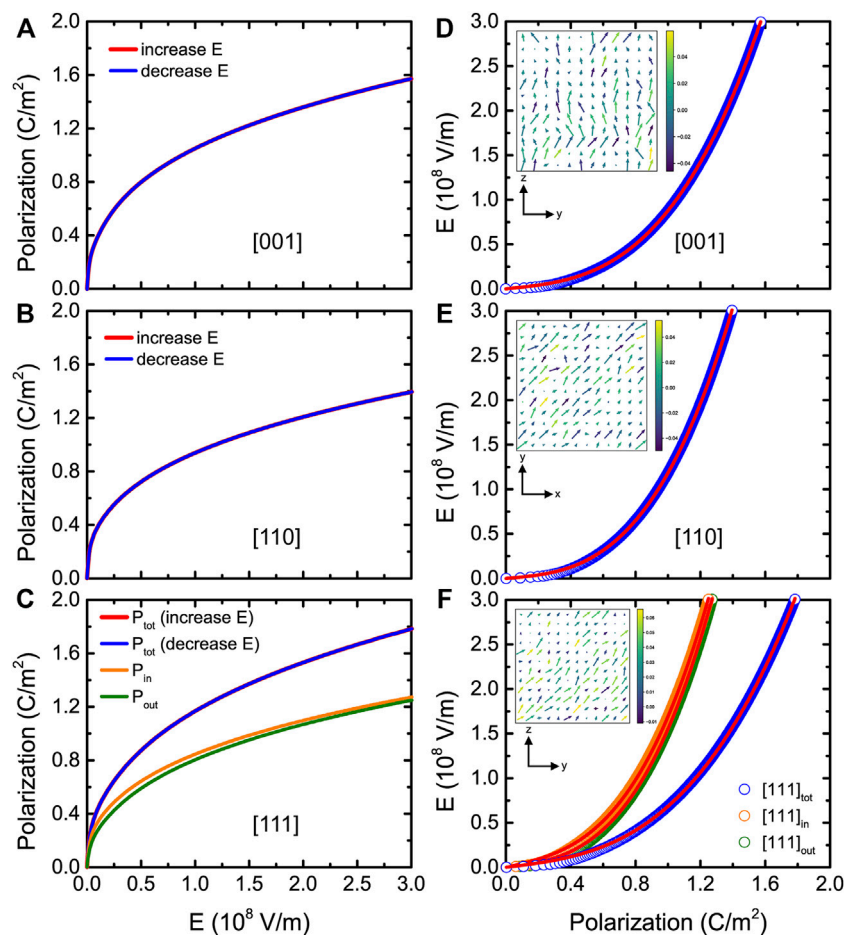 A
increase E
decrease E
[001]
Polarization (C/m²)
2.0
1.6
1.2
0.8
0.4
0.0
B
increase E
decrease E
[110]
Polarization (C/m²)
2.0
1.6
1.2
0.8
0.4
0.0
C
P_tot (increase E)
P_tot (decrease E)
P_in
P_out
[111]
Polarization (C/m²)
2.0
1.6
1.2
0.8
0.4
0.0
0.0 0.5 1.0 1.5 2.0 2.5 3.0
E (10⁸ V/m)
D
E (10⁸ V/m)
3.0
2.5
2.0
1.5
1.0
0.5
0.0
0.04
0.02
0.00
−0.02
−0.04
z
y
[001]
E
E (10⁸ V/m)
3.0
2.5
2.0
1.5
1.0
0.5
0.0
0.04
0.02
0.00
−0.02
−0.04
y
x
[110]
F
E (10⁸ V/m)
3.0
2.5
2.0
1.5
1.0
0.5
0.0
0.06
0.05
0.04
0.03
0.02
0.01
0.00
−0.01
z
y
[111]tot
[111]in
[111]out
0.0 0.4 0.8 1.2 1.6 2.0
Polarization (C/m²)